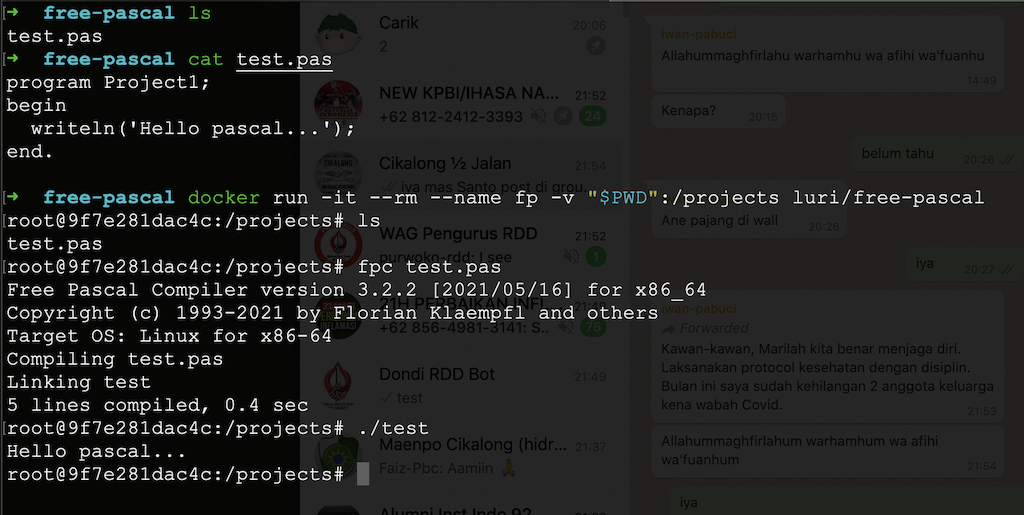 ➜ free-pascal ls
test.pas
➜ free-pascal cat test.pas
program Project1;
begin
  writeln('Hello pascal...');
end.
➜ free-pascal docker run -it --rm --name fp -v "$PWD":/projects luri/free-pascal
root@9f7e281dac4c:/projects# ls
test.pas
root@9f7e281dac4c:/projects# fpc test.pas
Free Pascal Compiler version 3.2.2 [2021/05/16] for x86_64
Copyright (c) 1993-2021 by Florian Klaempfl and others
Target OS: Linux for x86-64
Compiling test.pas
Linking test
5 lines compiled, 0.4 sec
root@9f7e281dac4c:/projects# ./test
Hello pascal...
root@9f7e281dac4c:/projects#
Carik
20:06
2
NEW KPBI/IHASA NA...
21:52
+62 812-2412-3393
24
Cikalong ½ Jalan
21:54
iya mas Santo post di grou...
WAG Pengurus RDD
21:52
purwoko-rdd: I see
1
21H PERBAIKAN INFL
+62 856-4981-3141: S...
75
Dondi RDD Bot
21:49
test
Maenpo Cikalong (hidr...
21:37
Faiz-Pbc: Aamiin 🙏
Alumni Inst Indo 92
iwan-pabuci
Allahummaghfirlahu warhamhu wa afihi wa'fuanhu
14:49
Kenapa?
20:15
belum tahu
20:26
Ane pajang di wall
20:26
iya
20:27
iwan-pabuci
Forwarded
Kawan-kawan, Marilah kita benar menjaga diri.
Laksanakan protocol kesehatan dengan disiplin.
Bulan ini saya sudah kehilangan 2 anggota keluarga
kena wabah Covid.
21:53
Allahummaghfirlahum warhamhum wa afihi
wa'fuanhum
21:54
iya